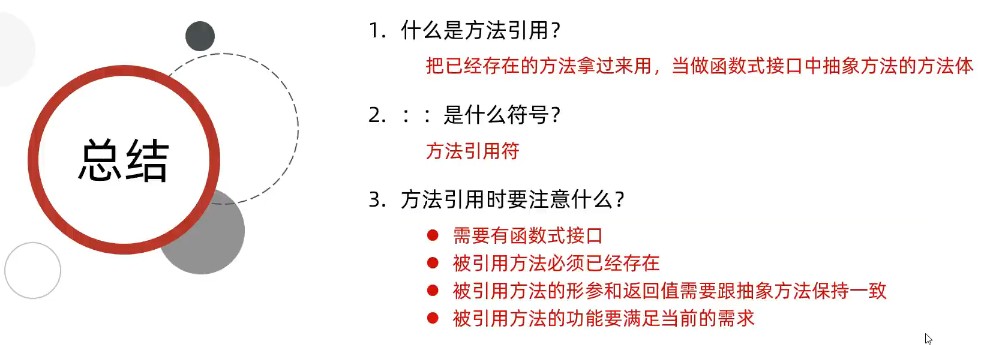 总结
1. 什么是方法引用？
把已经存在的方法拿过来用，当做函数式接口中抽象方法的方法体
2. ：：是什么符号？
方法引用符
3. 方法引用时要注意什么？
● 需要有函数式接口
● 被引用方法必须已经存在
● 被引用方法的形参和返回值需要跟抽象方法保持一致
● 被引用方法的功能要满足当前的需求